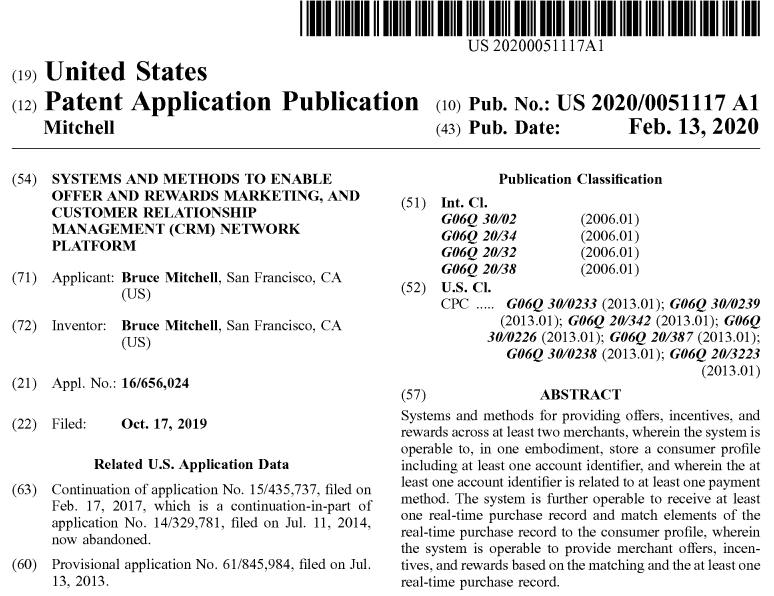 US 20200051117A1
(19) United States
(12) Patent Application Publication
Mitchell
(10) Pub. No.: US 2020/0051117 A1
(43) Pub. Date: Feb. 13, 2020
(54) SYSTEMS AND METHODS TO ENABLE
OFFER AND REWARDS MARKETING, AND
CUSTOMER RELATIONSHIP
MANAGEMENT (CRM) NETWORK
PLATFORM
(71) Applicant: Bruce Mitchell, San Francisco, CA
(US)
(72) Inventor: Bruce Mitchell, San Francisco, CA
(US)
(21) Appl. No.: 16/656,024
(22) Filed: Oct. 17, 2019
Related U.S. Application Data
(63) Continuation of application No. 15/435,737, filed on
Feb. 17, 2017, which is a continuation-in-part of
application No. 14/329,781, filed on Jul. 11, 2014,
now abandoned.
(60) Provisional application No. 61/845,984, filed on Jul.
13, 2013.
Publication Classification
(51) Int. Cl.
G06Q 30/02 (2006.01)
G06Q 20/34 (2006.01)
G06Q 20/32 (2006.01)
G06Q 20/38 (2006.01)
(52) U.S. Cl.
CPC ..... G06Q 30/0233 (2013.01); G06Q 30/0239
(2013.01); G06Q 20/342 (2013.01); G06Q
30/0226 (2013.01); G06Q 20/387 (2013.01);
G06Q 30/0238 (2013.01); G06Q 20/3223
(2013.01)
(57) ABSTRACT
Systems and methods for providing offers, incentives, and
rewards across at least two merchants, wherein the system is
operable to, in one embodiment, store a consumer profile
including at least one account identifier, and wherein the at
least one account identifier is related to at least one payment
method. The system is further operable to receive at least
one real-time purchase record and match elements of the
real-time purchase record to the consumer profile, wherein
the system is operable to provide merchant offers, incen-
tives, and rewards based on the matching and the at least one
real-time purchase record.